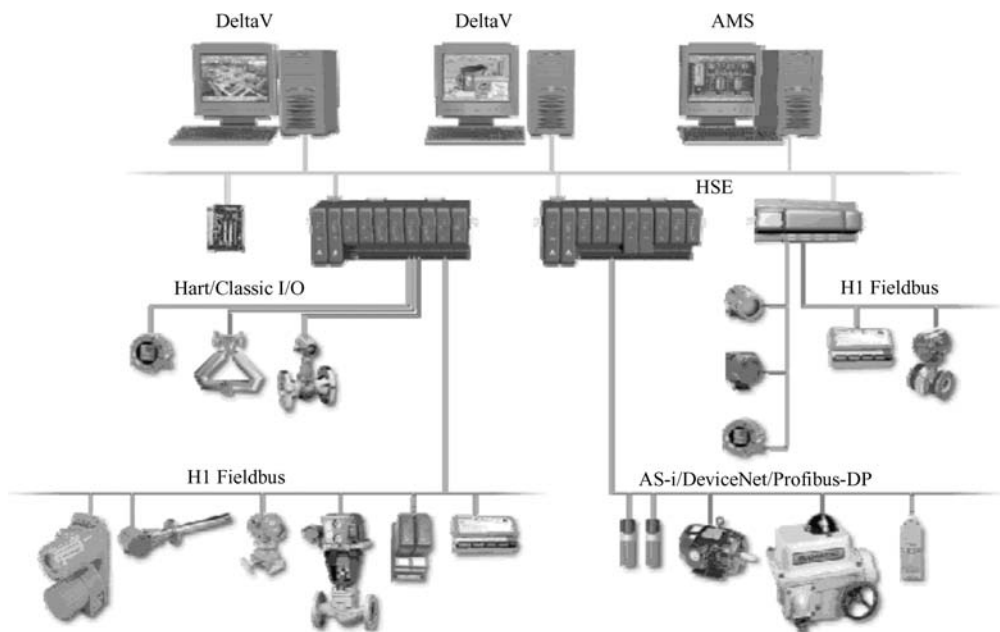 DeltaV
DeltaV
AMS
HSE
Hart/Classic I/O
H1 Fieldbus
H1 Fieldbus
AS-i/DeviceNet/Profibus-DP